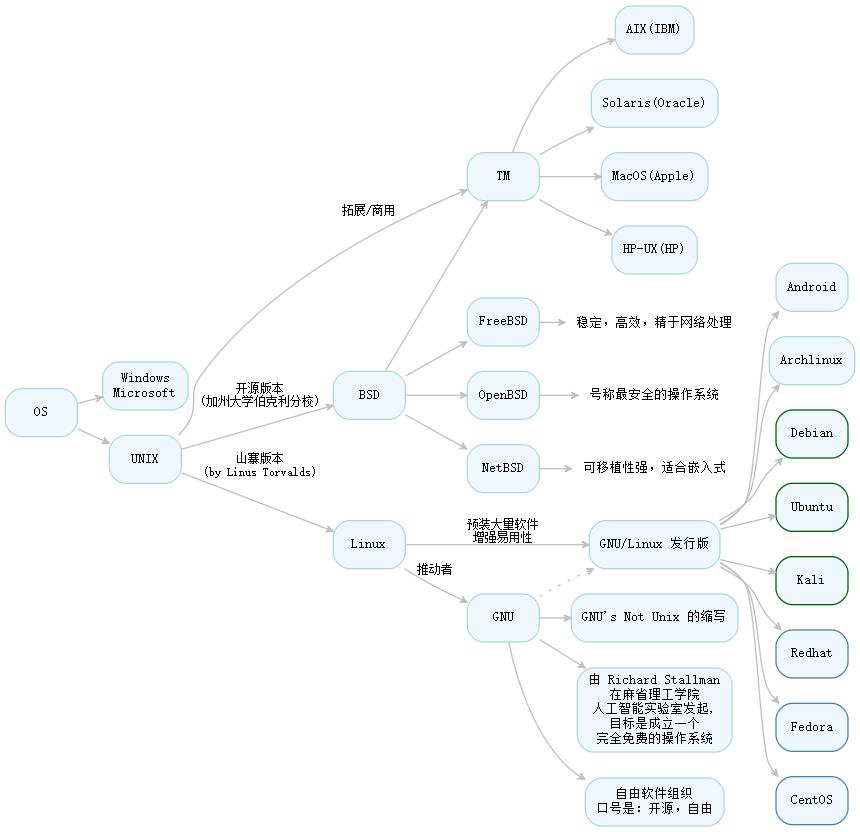 AIX(IBM)
Solaris(Oracle)
TM
MacOS(Apple)
拓展/商用
HP-UX(HP)
Android
FreeBSD
稳定，高效，精于网络处理
Archlinux
Windows
Microsoft
开源版本
(加州大学伯克利分校)
BSD
OpenBSD
号称最安全的操作系统
OS
Debian
UNIX
山寨版本
(by Linus Torvalds)
NetBSD
可移植性强，适合嵌入式
Ubuntu
Linux
预装大量软件
增强易用性
GNU/Linux 发行版
推动者
Kali
GNU
GNU's Not Unix 的缩写
Redhat
由 Richard Stallman
在麻省理工学院
人工智能实验室发起,
目标是成立一个
完全免费的操作系统
Fedora
自由软件组织
口号是: 开源，自由
CentOS